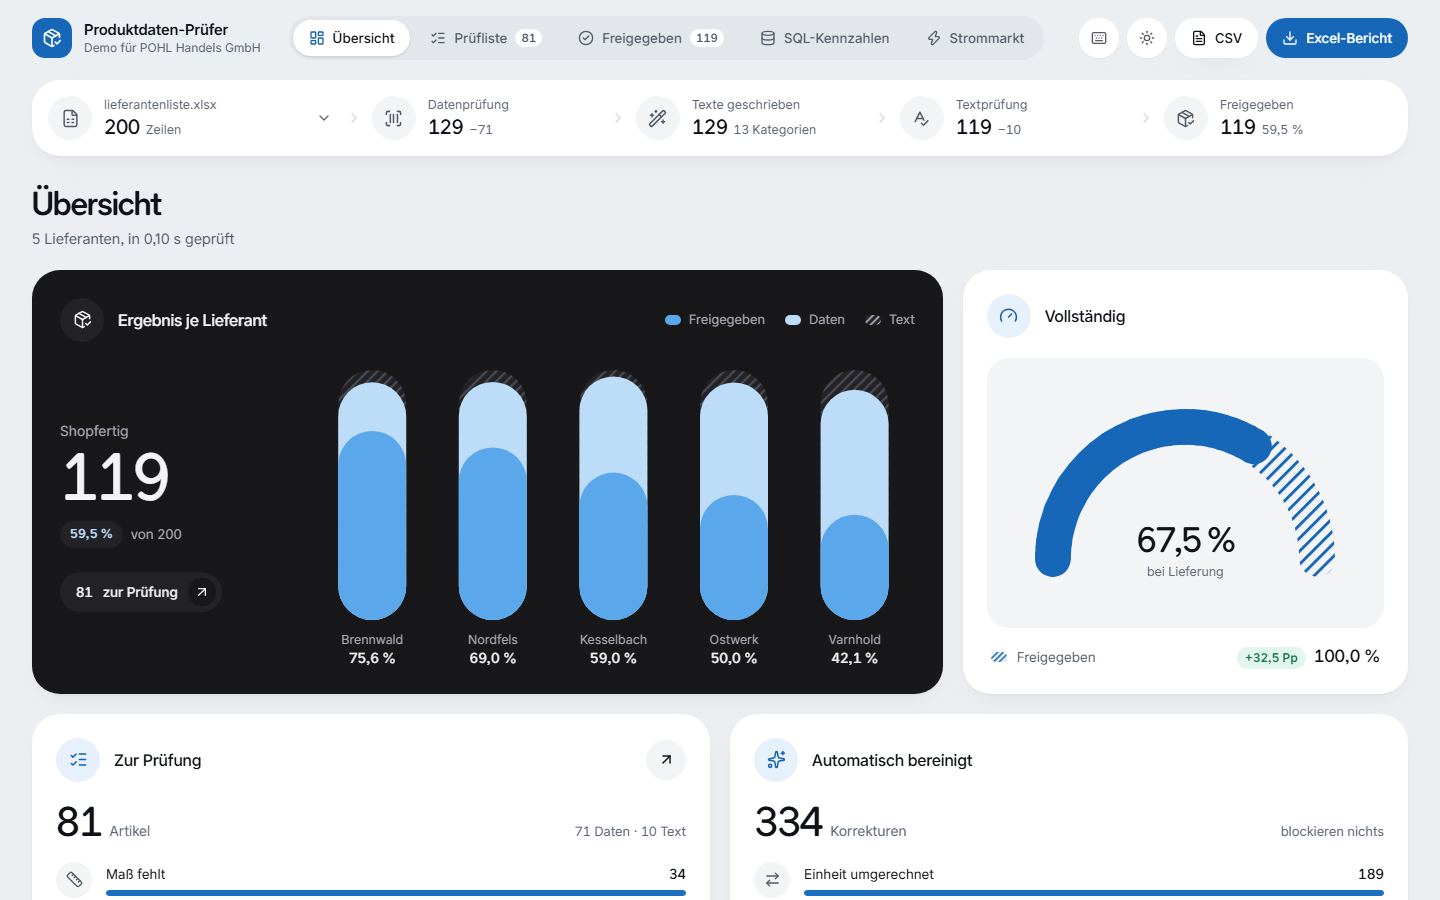 Produktdaten-Prüfer
Demo für POHL Handels GmbH
Übersicht
Prüfliste 81
Freigegeben 119
SQL-Kennzahlen
Strommarkt
CSV
Excel-Bericht
lieferantenliste.xlsx
200 Zeilen
Datenprüfung
129 −71
Texte geschrieben
129 13 Kategorien
Textprüfung
119 −10
Freigegeben
119 59,5 %
Übersicht
5 Lieferanten, in 0,10 s geprüft
Ergebnis je Lieferant
Freigegeben
Daten
Text
Shopfertig
119
59,5 % von 200
81 zur Prüfung
Brennwald
75,6 %
Nordfels
69,0 %
Kesselbach
59,0 %
Ostwerk
50,0 %
Varnhold
42,1 %
Vollständig
67,5 %
bei Lieferung
Freigegeben
+32,5 Pp 100,0 %
Zur Prüfung
81 Artikel
71 Daten · 10 Text
Maß fehlt 34
Automatisch bereinigt
334 Korrekturen
blockieren nichts
Einheit umgerechnet 189